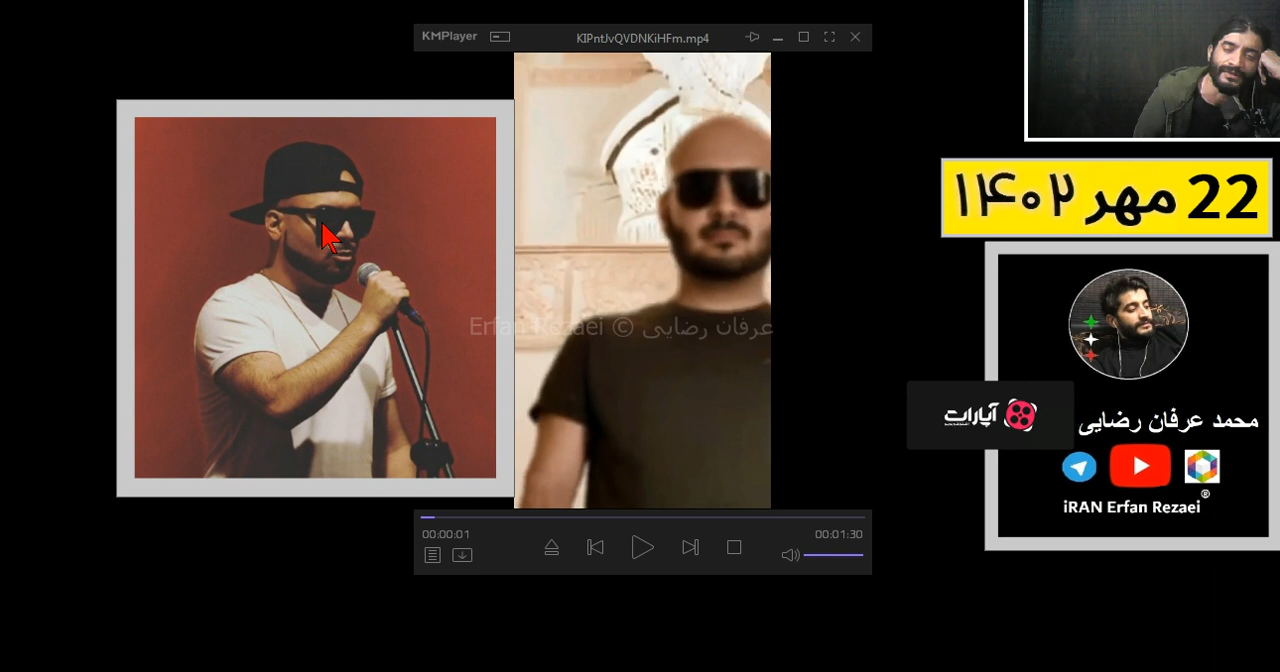 KMPlayer
KIPntJvQVDNKiHFm.mp4
22 مهر ۱۴۰۲
Erfan Rezaei © عرفان رضایی
آپارات
محمد عرفان رضایی
iRAN Erfan Rezaei®
00:00:01
00:01:30